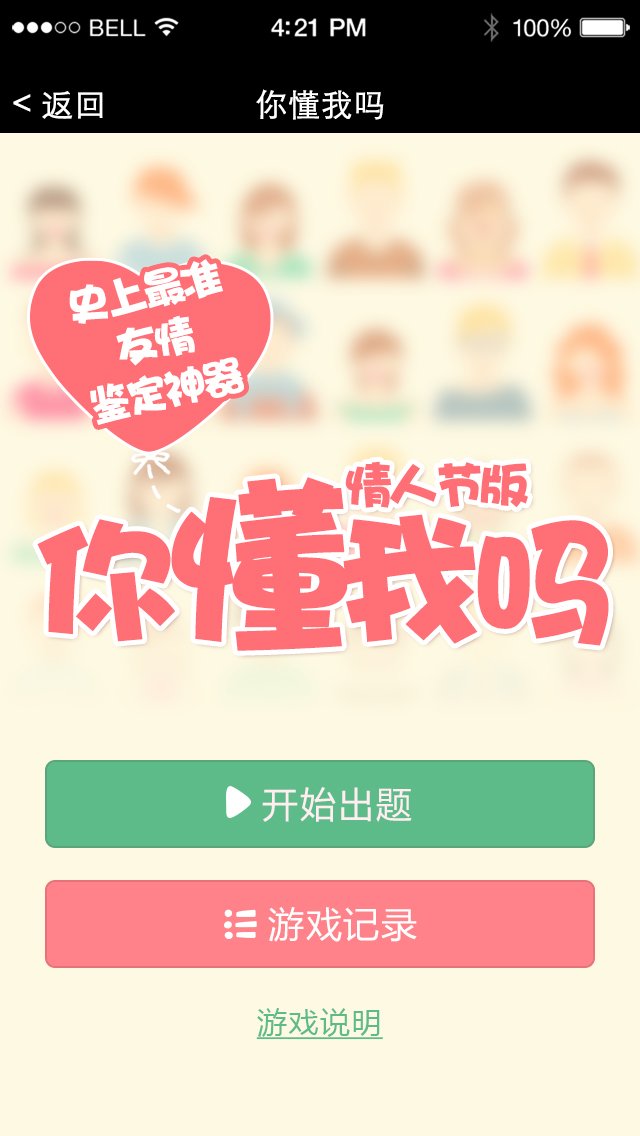 BELL 4:21 PM 100%
< 返回 你懂我吗
史上最准
友情
鉴定神器
情人节版
你懂我吗
开始出题
游戏记录
游戏说明